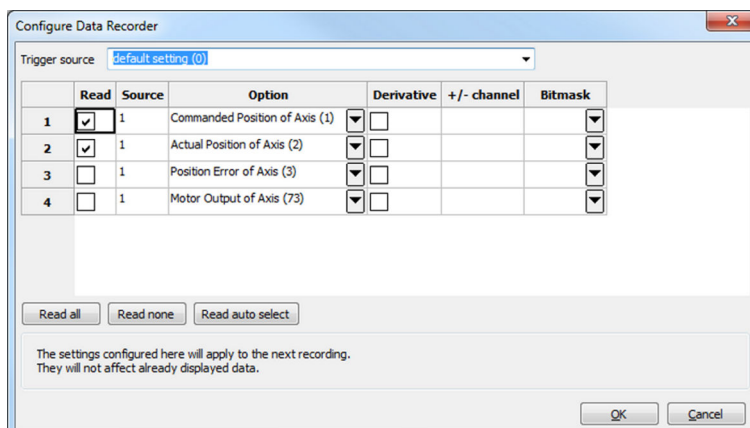 Configure Data Recorder
Trigger source default setting (0)
Read Source Option Derivative +/- channel Bitmask
1 1 Commanded Position of Axis (1)
2 1 Actual Position of Axis (2)
3 1 Position Error of Axis (3)
4 1 Motor Output of Axis (73)
Read all Read none Read auto select
The settings configured here will apply to the next recording.
They will not affect already displayed data.
OK Cancel